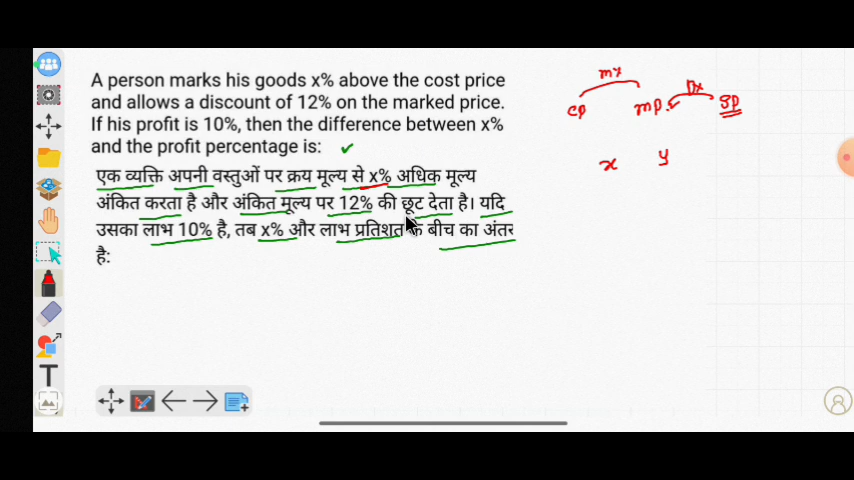 A person marks his goods x% above the cost price
and allows a discount of 12% on the marked price.
If his profit is 10%, then the difference between x%
and the profit percentage is:
एक व्यक्ति अपनी वस्तुओं पर क्रय मूल्य से x% अधिक मूल्य
अंकित करता है और अंकित मूल्य पर 12% की छूट देता है। यदि
उसका लाभ 10% है, तब x% और लाभ प्रतिशत के बीच का अंतर
है:
CP MP SP
x y
T